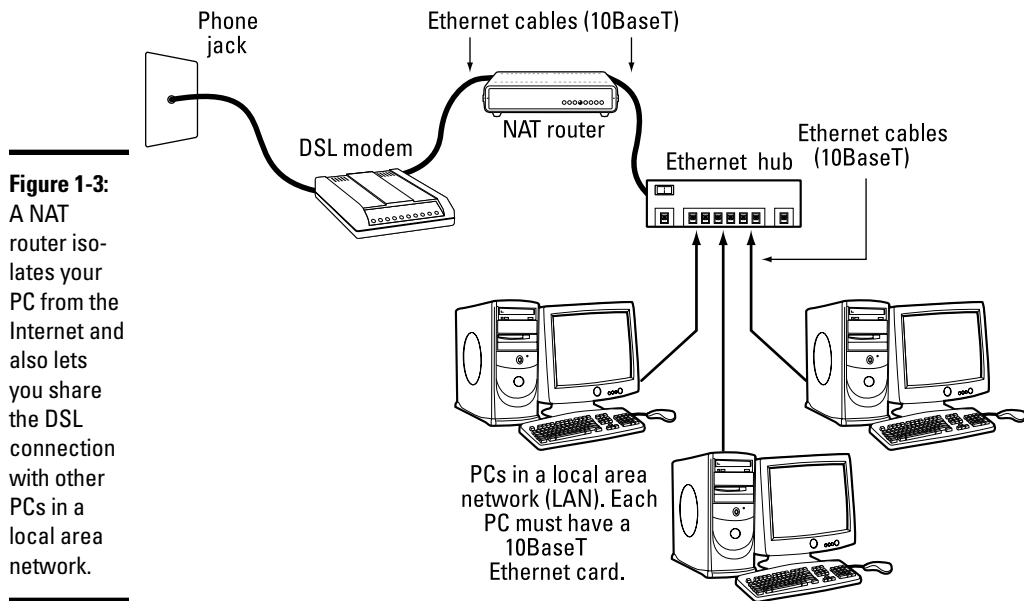 Phone
jack
Ethernet cables (10BaseT)
NAT router
DSL modem
Ethernet hub
Ethernet cables
(10BaseT)
Figure 1-3:
A NAT
router iso-
lates your
PC from the
Internet and
also lets
you share
the DSL
connection
with other
PCs in a
local area
network.
PCs in a local area
network (LAN). Each
PC must have a
10BaseT
Ethernet card.